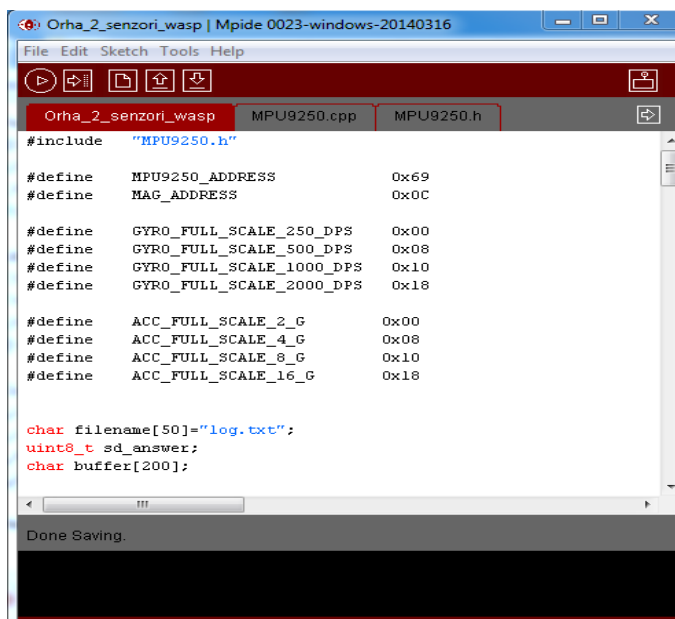 Orha_2_senzori_wasp | Mpide 0023-windows-20140316
File Edit Sketch Tools Help
Orha_2_senzori_wasp MPU9250.cpp MPU9250.h
#include "MPU9250.h"
#define MPU9250_ADDRESS 0x69
#define MAG_ADDRESS 0x0C
#define GYRO_FULL_SCALE_250_DPS 0x00
#define GYRO_FULL_SCALE_500_DPS 0x08
#define GYRO_FULL_SCALE_1000_DPS 0x10
#define GYRO_FULL_SCALE_2000_DPS 0x18
#define ACC_FULL_SCALE_2_G 0x00
#define ACC_FULL_SCALE_4_G 0x08
#define ACC_FULL_SCALE_8_G 0x10
#define ACC_FULL_SCALE_16_G 0x18
char filename[50]="log.txt";
uint8_t sd_answer;
char buffer[200];
Done Saving.